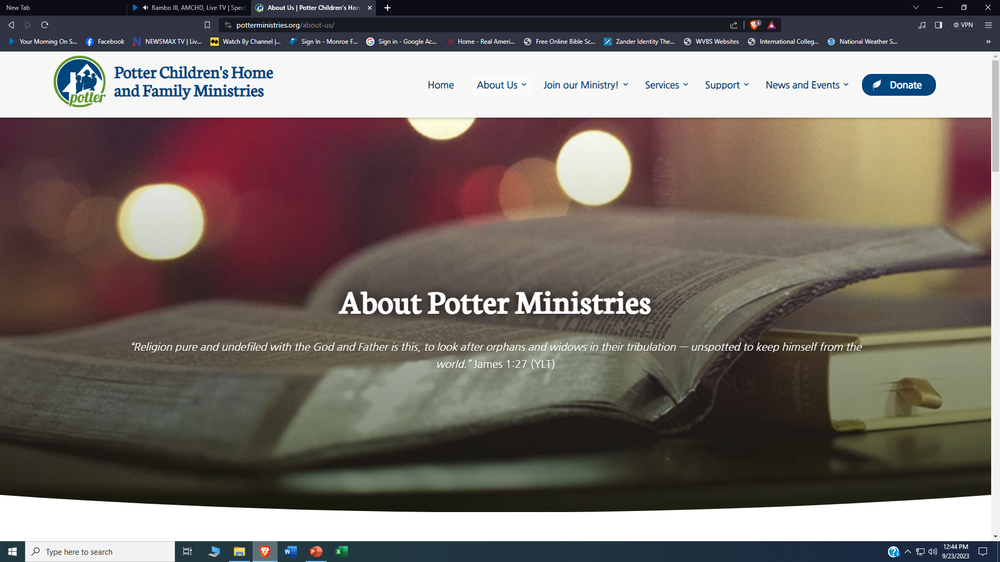 New Tab
Rambo III, AMCHD, Live TV | Spect
About Us | Potter Children's Hom
potterministries.org/about-us/
3
VPN
Your Morning On S...
Facebook
NEWSMAX TV | Liv...
Watch By Channel |...
Sign In - Monroe F...
Sign in - Google Ac...
Home - Real Ameri...
Free Online Bible Sc...
Zander Identity The...
WVBS Websites
International Colleg...
National Weather S...
»
potter
Potter Children's Home
and Family Ministries
Home
About Us
Join our Ministry!
Services
Support
News and Events
Donate
About Potter Ministries
“Religion pure and undefiled with the God and Father is this, to look after orphans and widows in their tribulation — unspotted to keep himself from the
world.” James 1:27 (YLT)
Type here to search
12:44 PM
9/23/2023